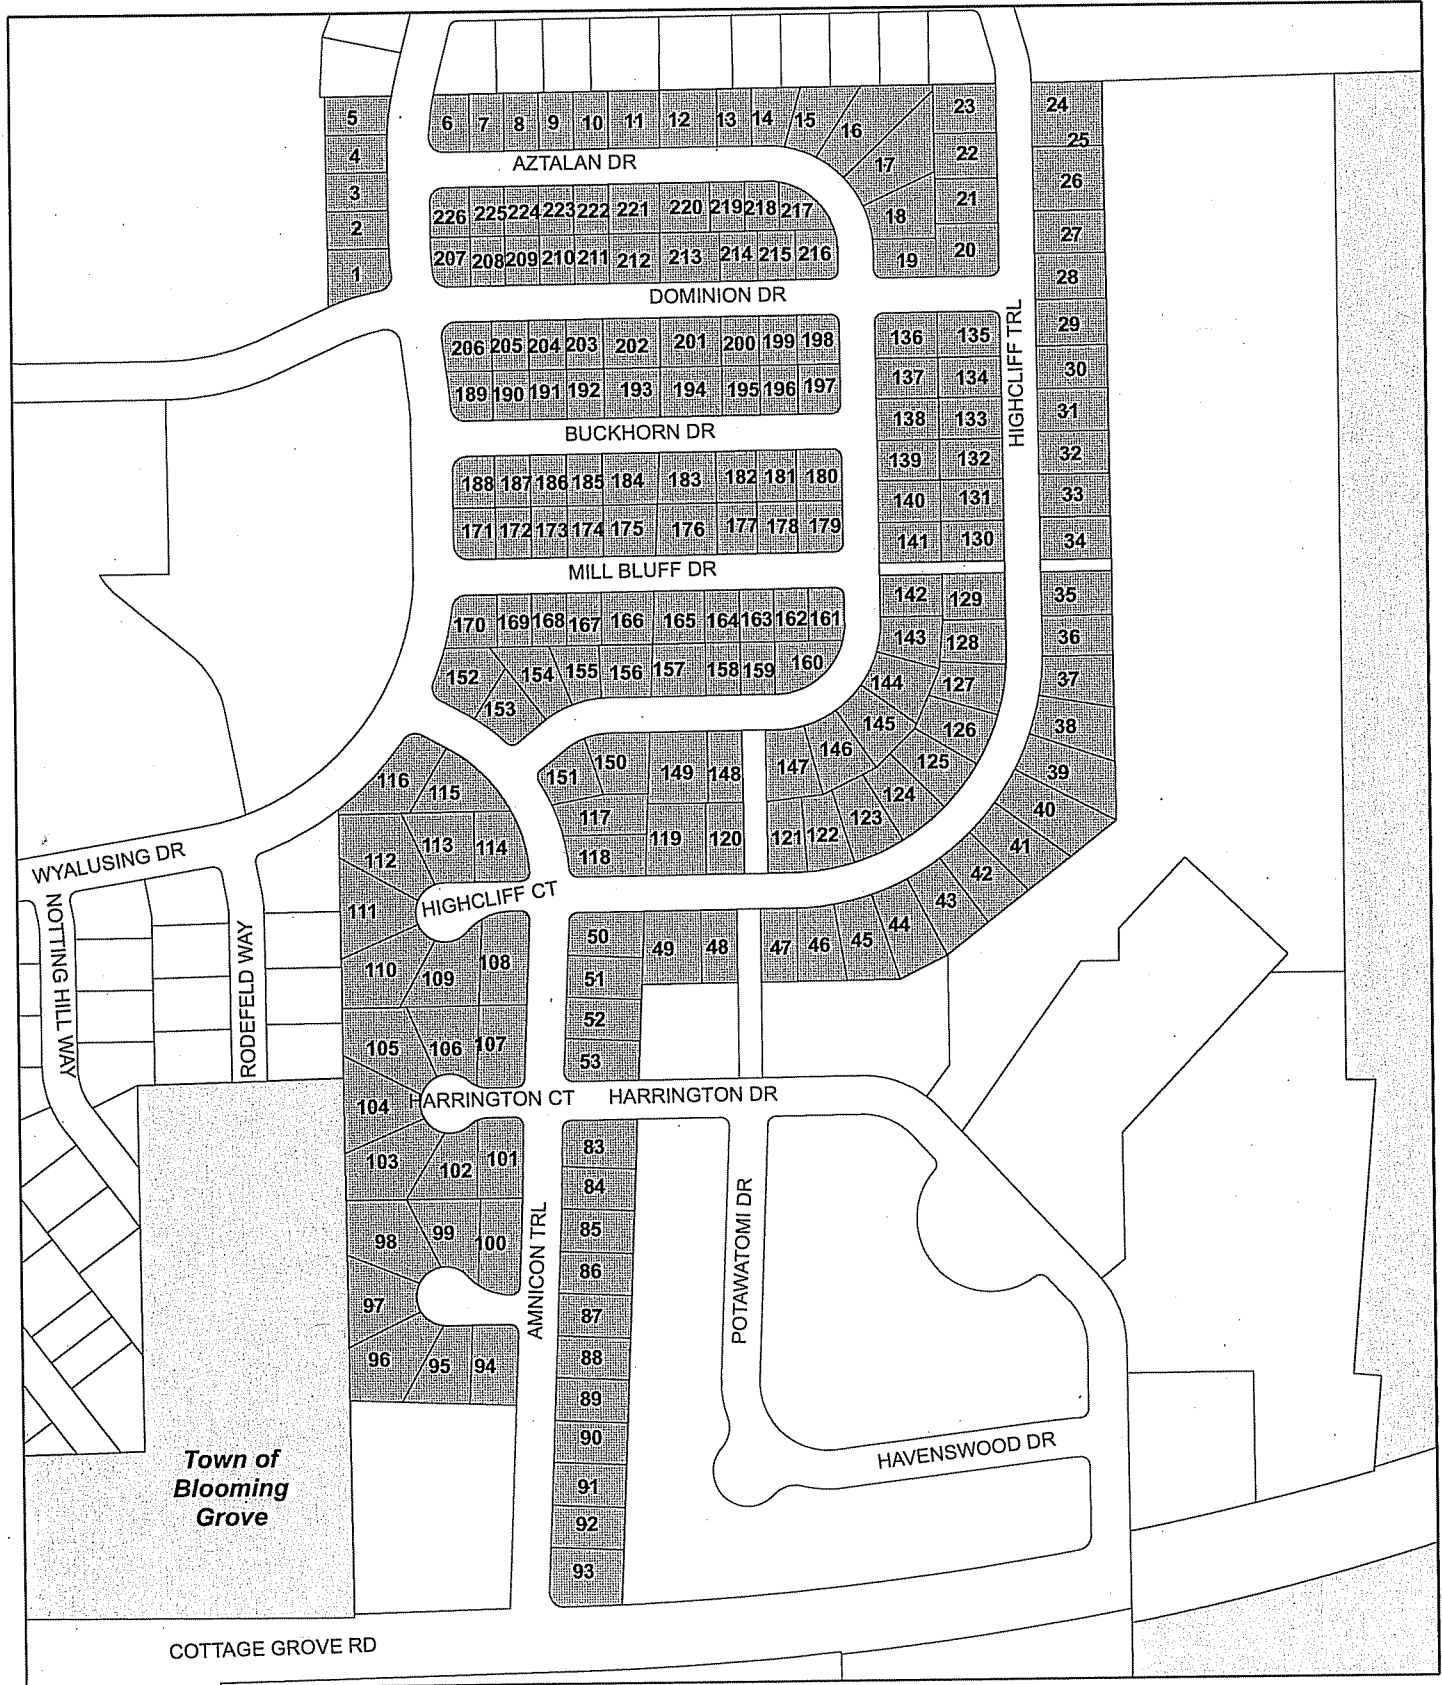 5
4
3
2
1
6 7 8 9 10 11 12 13 14 15 16 17 18 19
23
22
21
20
24
25
26
27
28
29
30
31
32
33
34
35
36
37
38
39
40
41
42
43
44
45
46
47
48
49
AZTALAN DR
226 225 224 223 222 221 220 219 218 217
207 208 209 210 211 212 213 214 215 216
DOMINION DR
206 205 204 203 202 201 200 199 198
189 190 191 192 193 194 195 196 197
BUCKHORN DR
188 187 186 185 184 183 182 181 180
171 172 173 174 175 176 177 178 179
MILL BLUFF DR
170 169 168 167 166 165 164 163 162 161
152 153 154 155 156 157 158 159 160
HIGHCLIFF TRL
136 135
137 134
138 133
139 132
140 131
141 130
142 129
143 128
144 127
145 126
146 125
147 124
123
121 122
151 150 149 148
117
118
119 120
116 115
113 114
112
111
HIGHCLIFF CT
110 109 108
50
51
52
53
105 106 107
104
HARRINGTON CT
HARRINGTON DR
103 102 101
98 99 100
97
96 95 94
83
84
85
86
87
88
89
90
91
92
93
AMNICON TRL
POTAWATOMI DR
HAVENSWOOD DR
WYALUSING DR
NOTTING HILL WAY
RODEFELD WAY
Town of
Blooming
Grove
COTTAGE GROVE RD